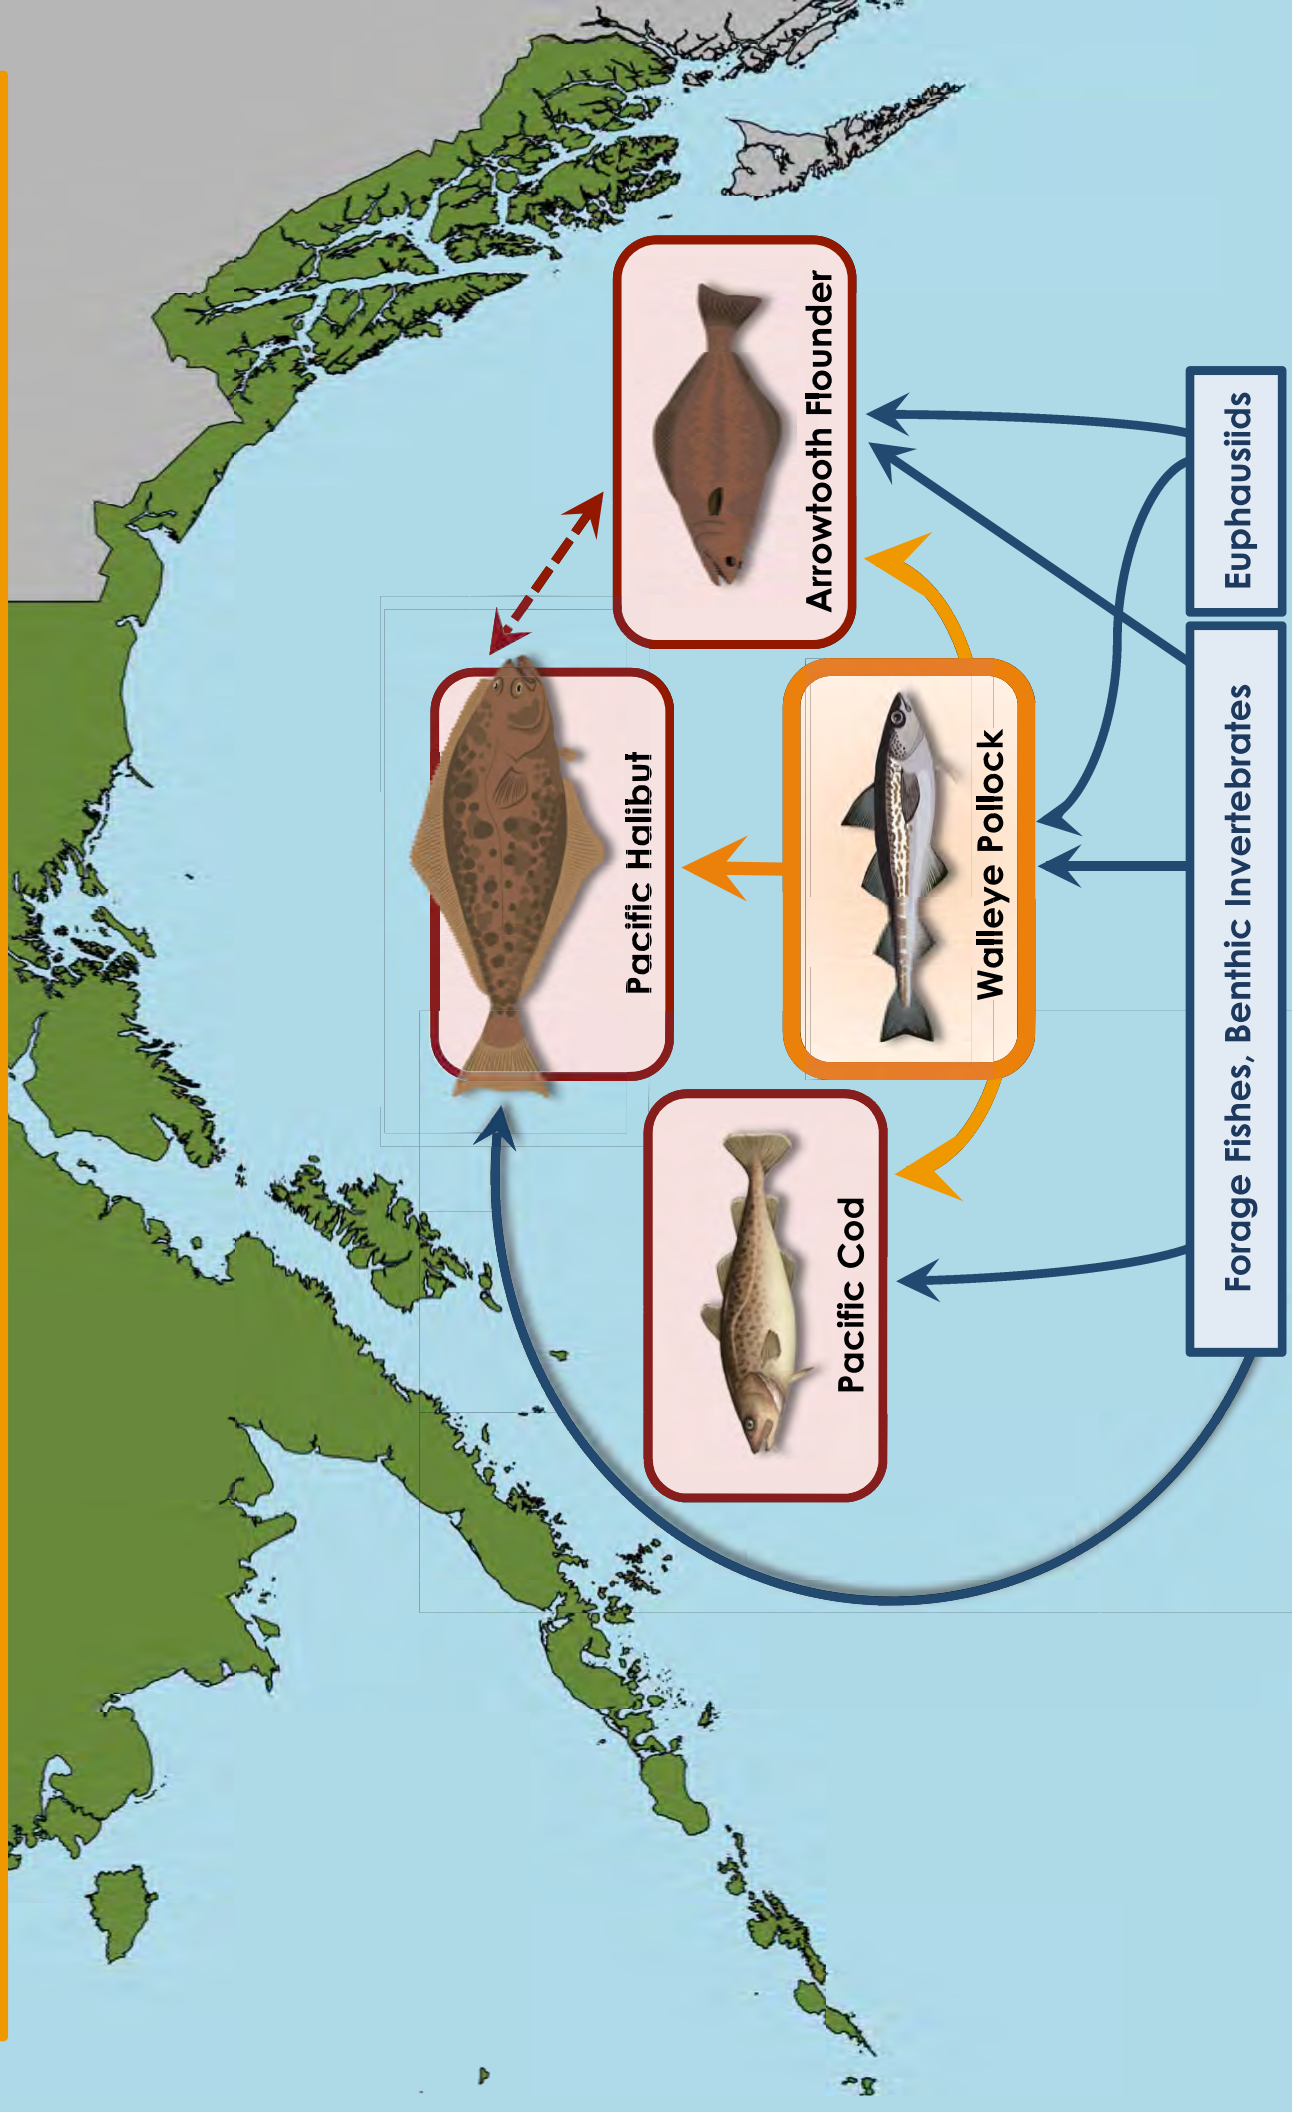 Pacific Halibut
Arrowtooth Flounder
Pacific Cod
Walleye Pollock
Forage Fishes, Benthic Invertebrates
Euphausiids